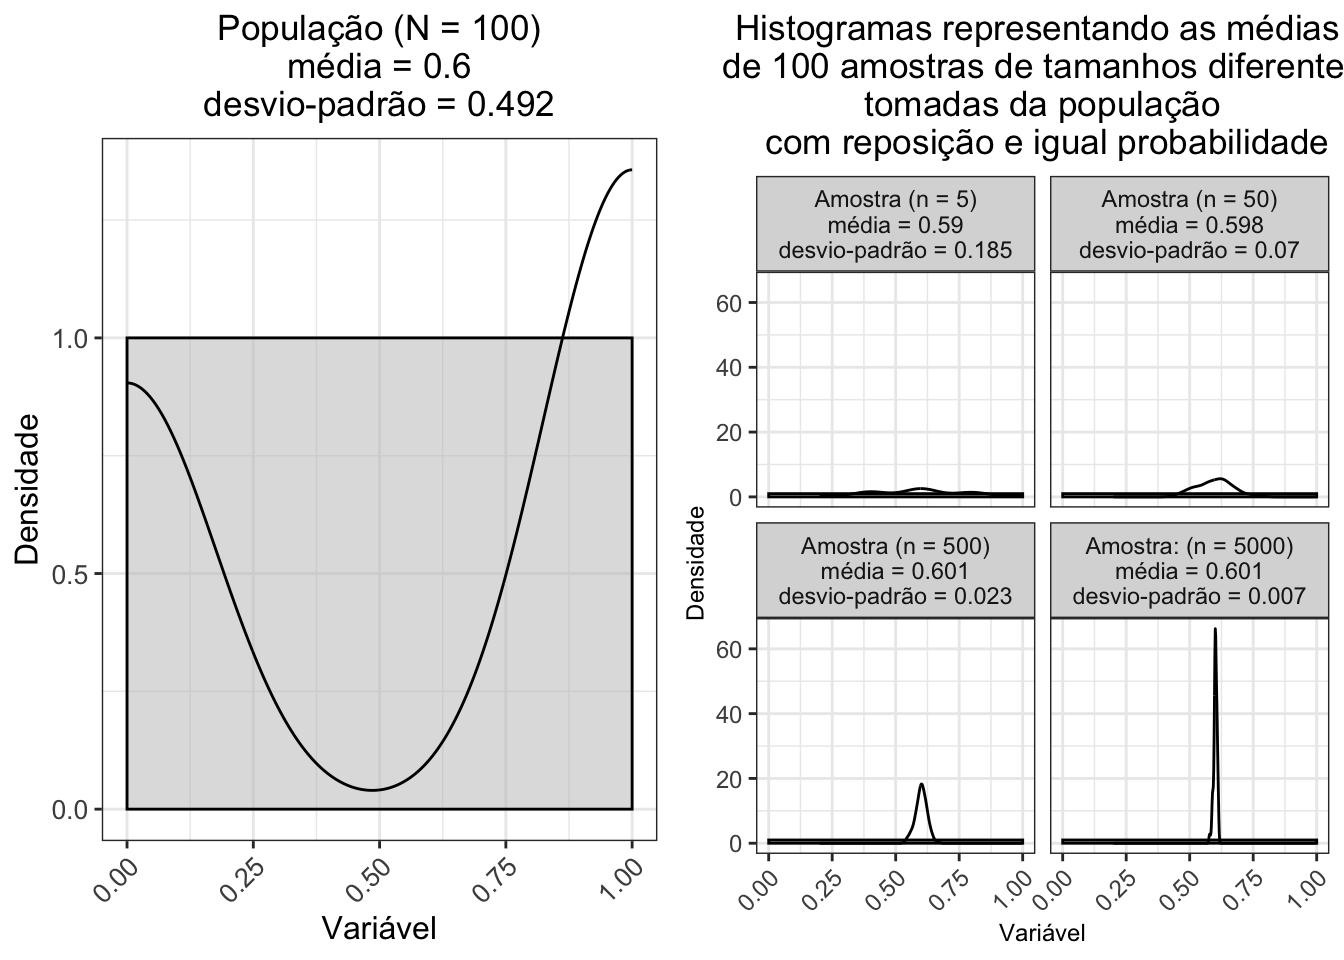 População (N = 100)
média = 0.6
desvio-padrão = 0.492
Densidade
1.0
0.5
0.0
0.00
0.25
0.50
0.75
1.00
Variável
Histogramas representando as médias
de 100 amostras de tamanhos diferente
tomadas da população
com reposição e igual probabilidade
Amostra (n = 5)
média = 0.59
desvio-padrão = 0.185
Amostra (n = 50)
média = 0.598
desvio-padrão = 0.07
60
40
20
0
Densidade
Amostra (n = 500)
média = 0.601
desvio-padrão = 0.023
Amostra: (n = 5000)
média = 0.601
desvio-padrão = 0.007
60
40
20
0
0.00
0.25
0.50
0.75
1.00
0.00
0.25
0.50
0.75
1.00
Variável